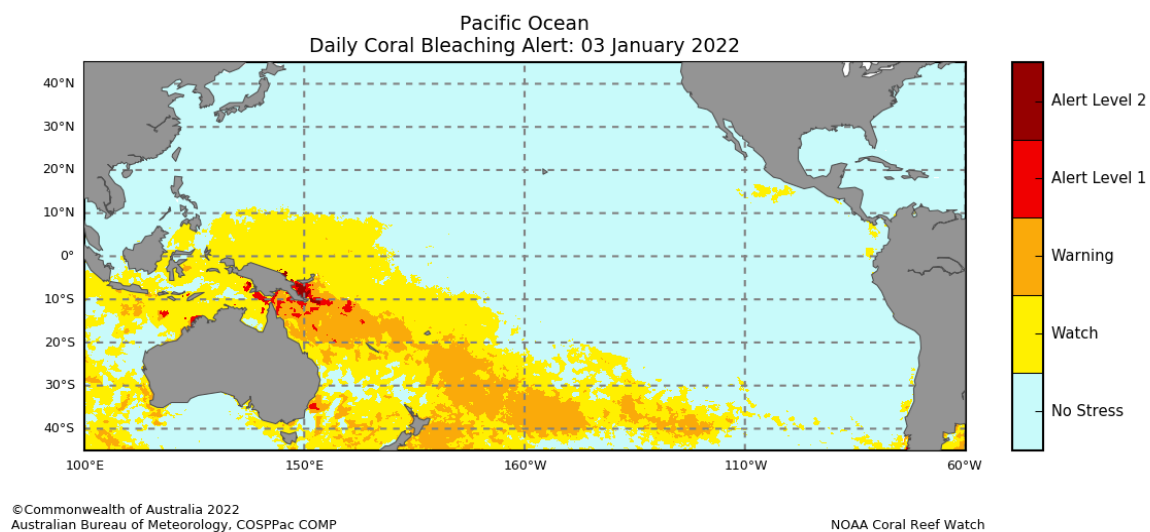 Pacific Ocean
Daily Coral Bleaching Alert: 03 January 2022
40°N
30°N
20°N
10°N
0°
10°S
20°S
30°S
40°S
100°E
150°E
160°W
110°W
60°W
Alert Level 2
Alert Level 1
Warning
Watch
No Stress
©Commonwealth of Australia 2022
Australian Bureau of Meteorology, COSPPac COMP
NOAA Coral Reef Watch